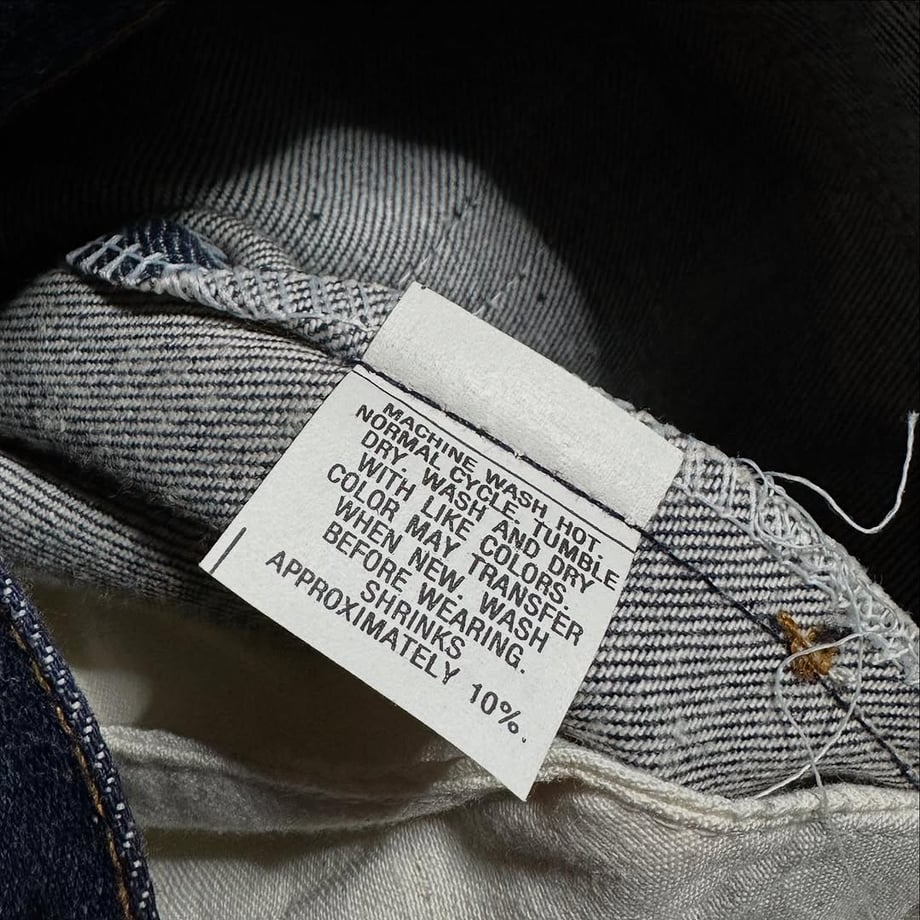 MACHINE WASH HOT.
NORMAL CYCLE. TUMBLE
DRY. WASH AND DRY
WITH LIKE COLORS.
COLOR MAY TRANSFER
WHEN NEW. WASH
BEFORE WEARING.
SHRINKS
APPROXIMATELY 10%.